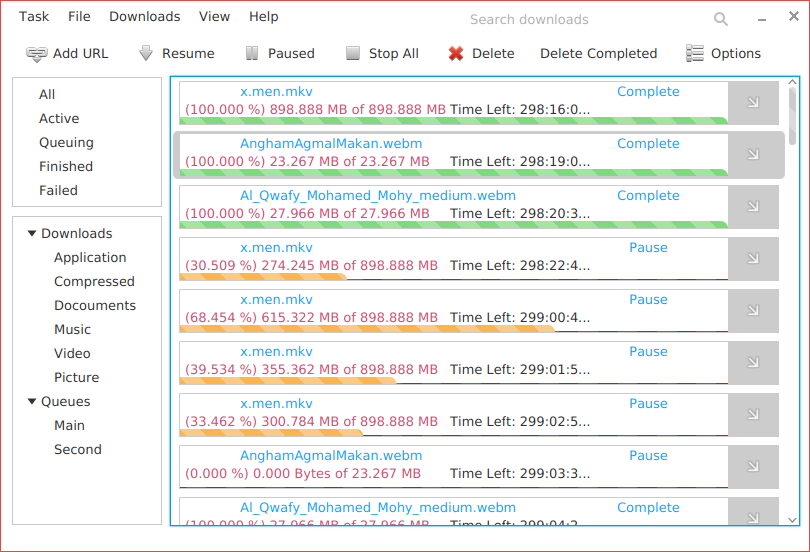 Task File Downloads View Help Search downloads
Add URL Resume Paused Stop All Delete Delete Completed Options
All
Active
Queuing
Finished
Failed
Downloads
Application
Compressed
Docouments
Music
Video
Picture
Queues
Main
Second
x.men.mkv Complete
(100.000 %) 898.888 MB of 898.888 MB Time Left: 298:16:0...
AnghamAgmalMakan.webm Complete
(100.000 %) 23.267 MB of 23.267 MB Time Left: 298:19:0...
Al_Qwafy_Mohamed_Mohy_medium.webm Complete
(100.000 %) 27.966 MB of 27.966 MB Time Left: 298:20:3...
x.men.mkv Pause
(30.509 %) 274.245 MB of 898.888 MB Time Left: 298:22:4...
x.men.mkv Pause
(68.454 %) 615.322 MB of 898.888 MB Time Left: 299:00:4...
x.men.mkv Pause
(39.534 %) 355.362 MB of 898.888 MB Time Left: 299:01:5...
x.men.mkv Pause
(33.462 %) 300.784 MB of 898.888 MB Time Left: 299:02:5...
AnghamAgmalMakan.webm Pause
(0.000 %) 0.000 Bytes of 23.267 MB Time Left: 299:03:3...
Al_Qwafy_Mohamed_Mohy_medium.webm Complete
(100.000 %) 27.966 MB of 27.966 MB Time Left: 299:04:2...